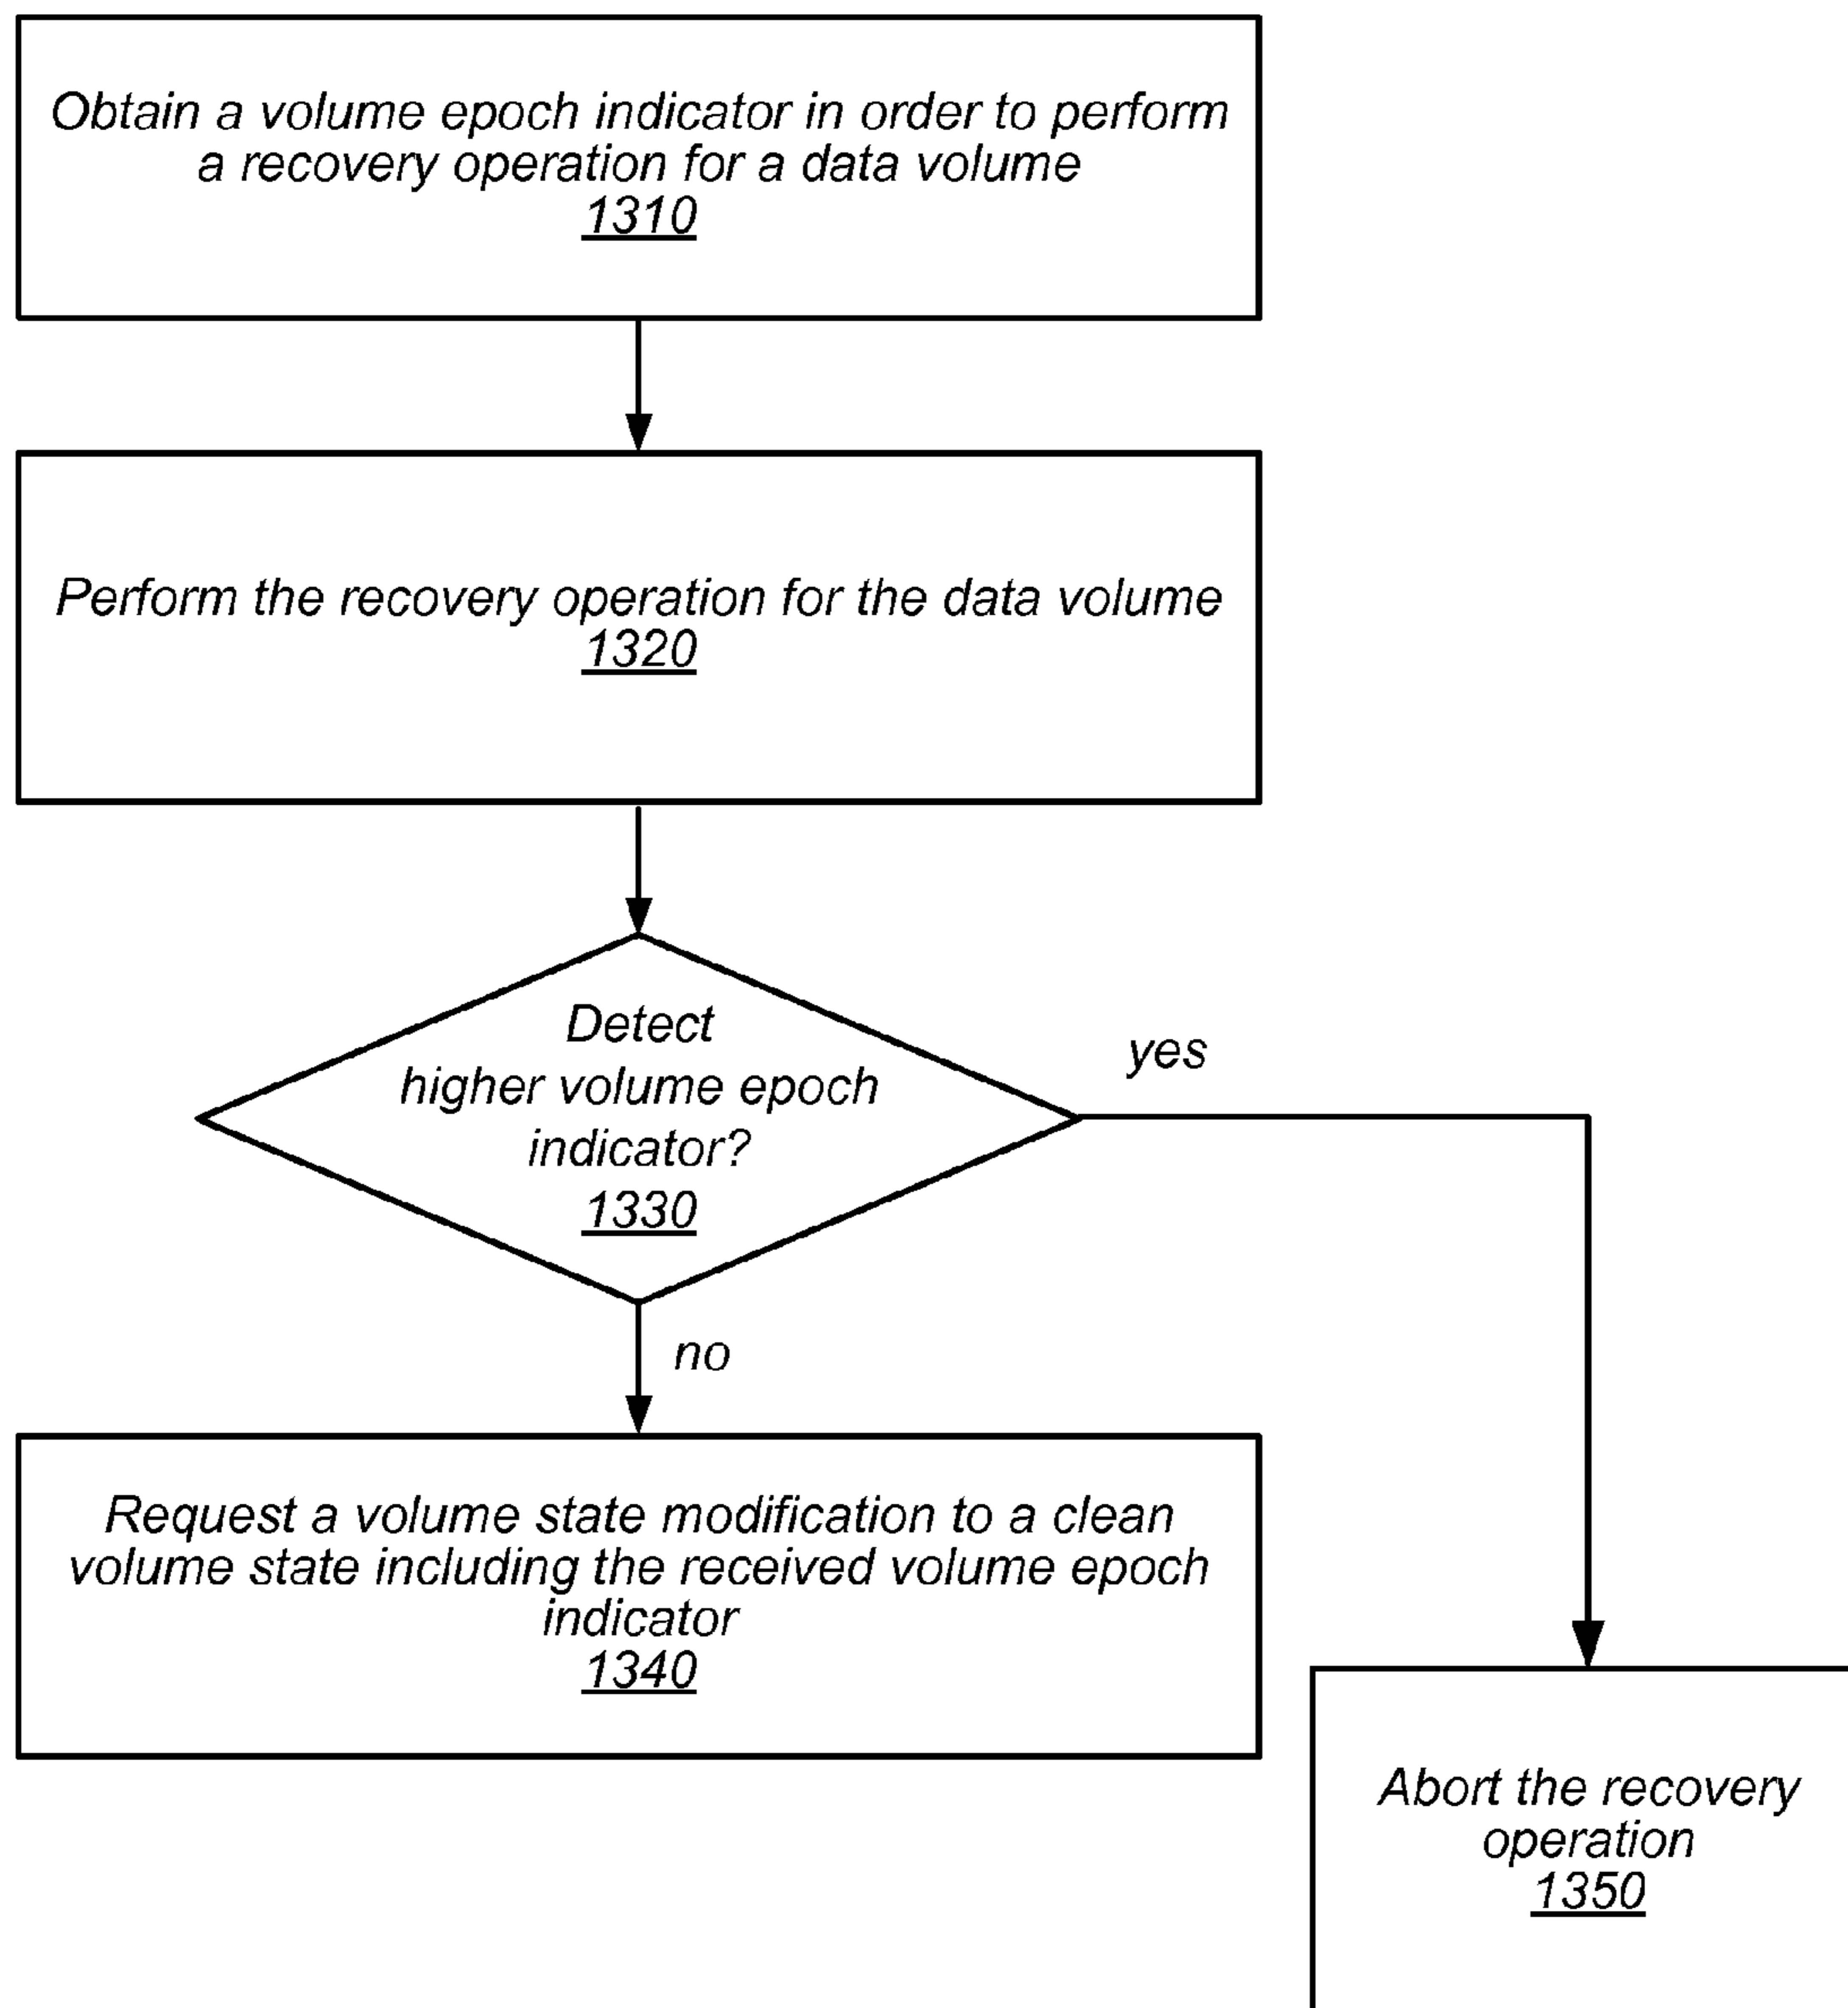 Obtain a volume epoch indicator in order to perform
a recovery operation for a data volume
1310
Perform the recovery operation for the data volume
1320
Detect
higher volume epoch
indicator?
1330
yes
no
Request a volume state modification to a clean
volume state including the received volume epoch
indicator
1340
Abort the recovery
operation
1350